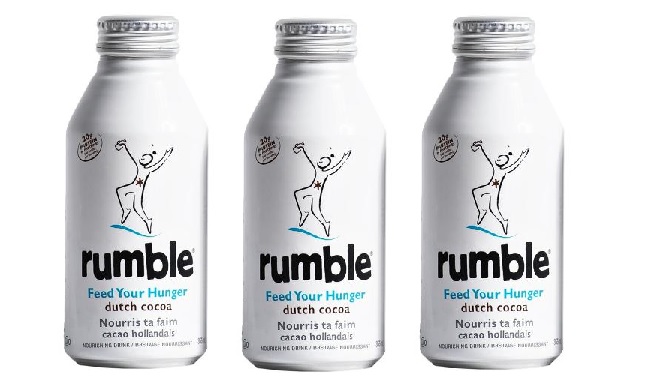 rumble
Feed Your Hunger
dutch cocoa
Nourris ta faim
cacao hollandais
rumble
Feed Your Hunger
dutch cocoa
Nourris ta faim
cacao hollandais
rumble
Feed Your Hunger
dutch cocoa
Nourris ta faim
cacao hollandais